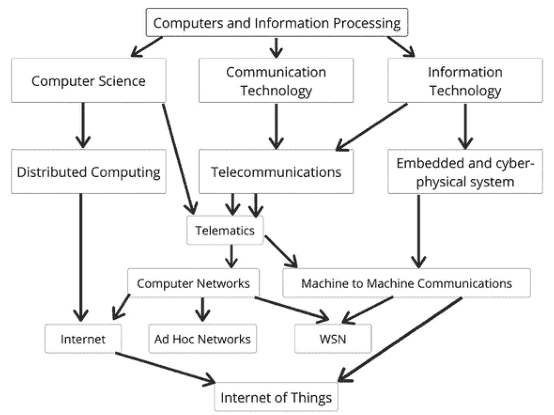 Computers and Information Processing
Computer Science
Communication
Technology
Information
Technology
Distributed Computing
Telecommunications
Embedded and cyber-
physical system
Telematics
Computer Networks
Machine to Machine Communications
Internet
Ad Hoc Networks
WSN
Internet of Things